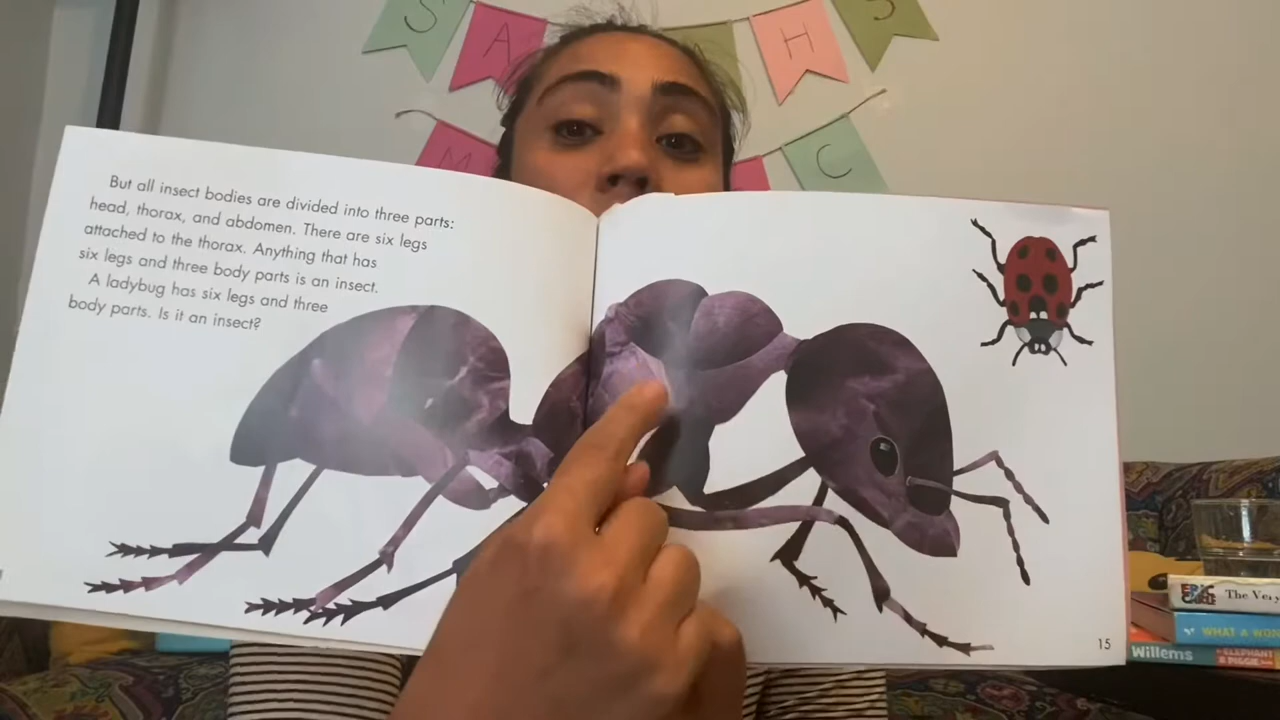 S A H S
M C
But all insect bodies are divided into three parts:
head, thorax, and abdomen. There are six legs
attached to the thorax. Anything that has
six legs and three body parts is an insect.
A ladybug has six legs and three
body parts. Is it an insect?
15
ERIC CARLE The Very
WHAT A WON
Willems ELEPHANT & PIGGIE